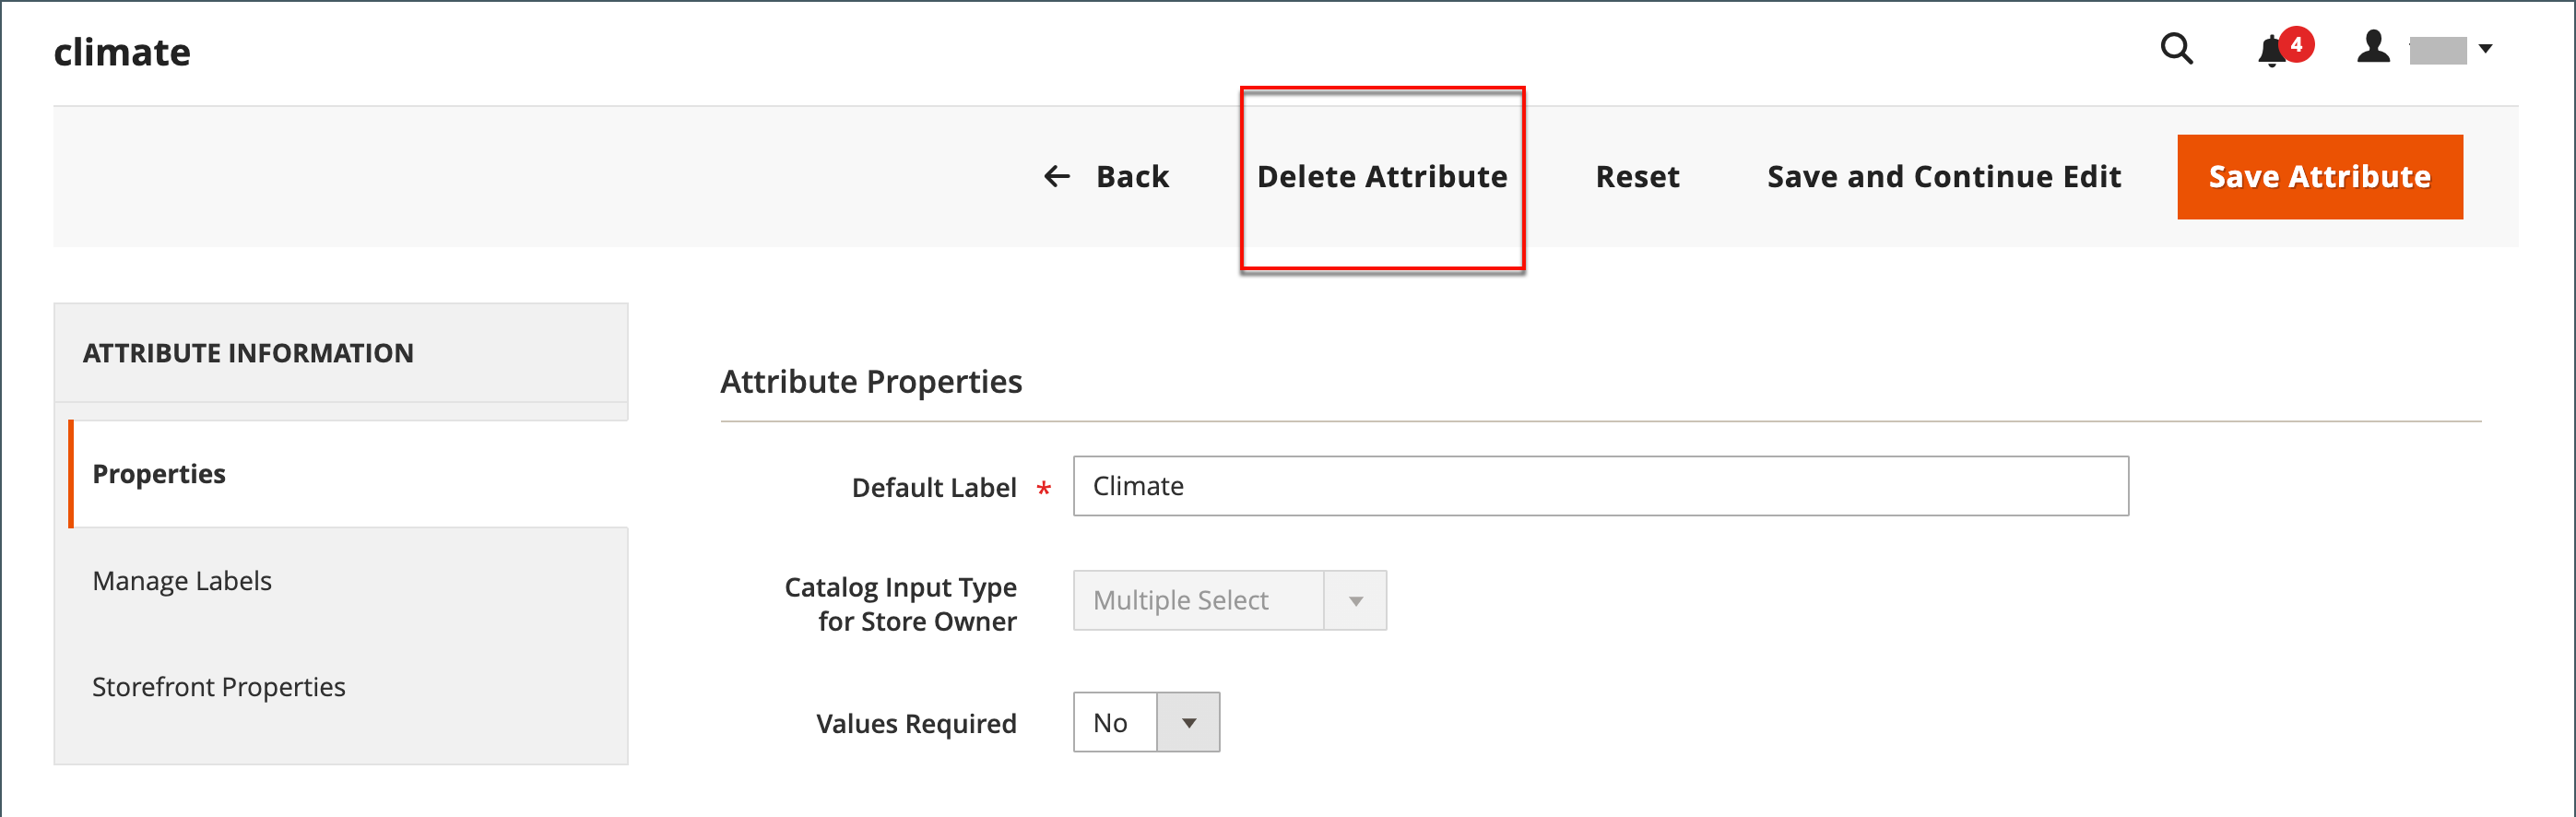 climate
4
Back
Delete Attribute
Reset
Save and Continue Edit
Save Attribute
ATTRIBUTE INFORMATION
Properties
Manage Labels
Storefront Properties
Attribute Properties
Default Label *
Climate
Catalog Input Type
for Store Owner
Multiple Select
Values Required
No